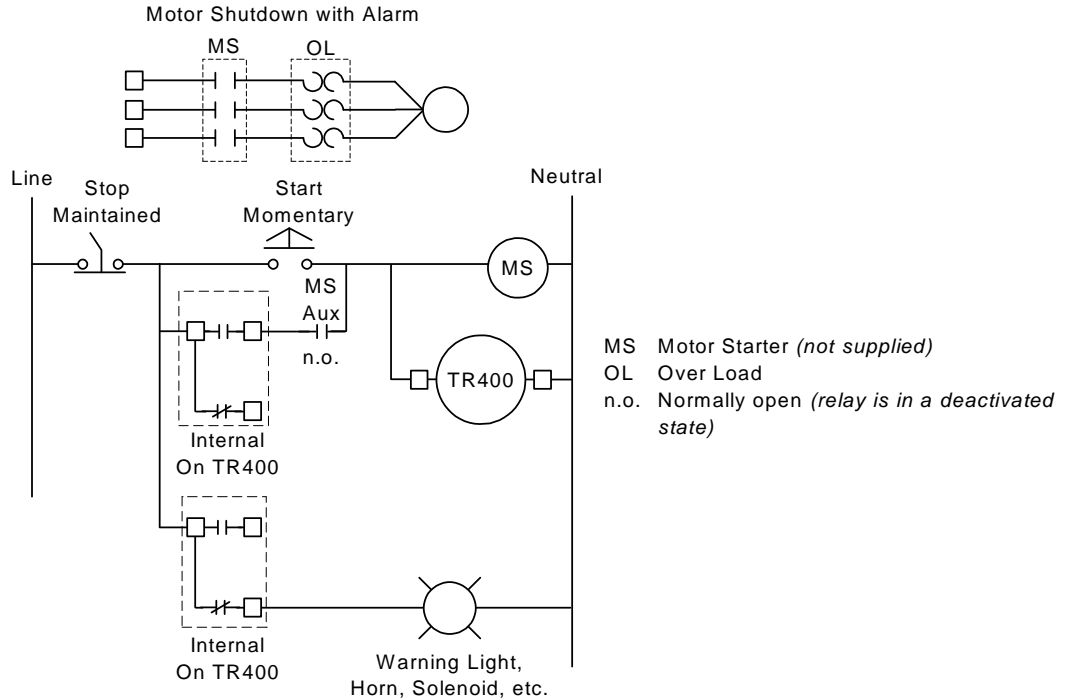 Motor Shutdown with Alarm
MS
OL
Line
Neutral
Stop
Maintained
Start
Momentary
MS
MS
Aux
n.o.
TR400
MS Motor Starter (not supplied)
OL Over Load
n.o. Normally open (relay is in a deactivated
state)
Internal
On TR400
Internal
On TR400
Warning Light,
Horn, Solenoid, etc.